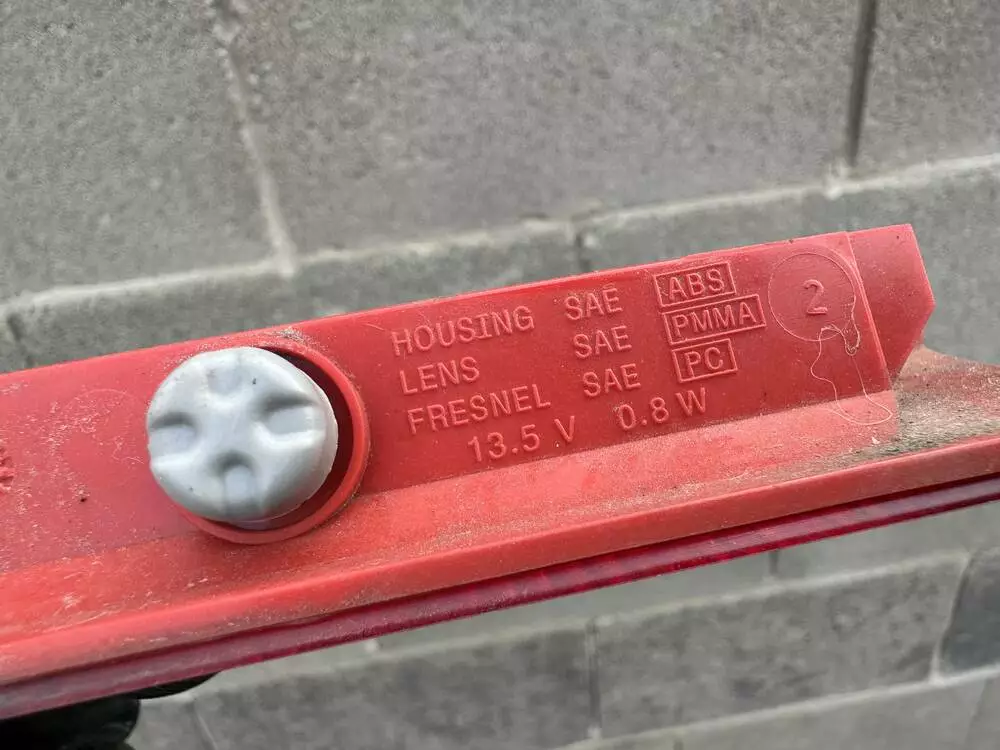 HOUSING SAE ABS
LENS SAE PMMA
FRESNEL SAE PC
13.5 V 0.8 W
2